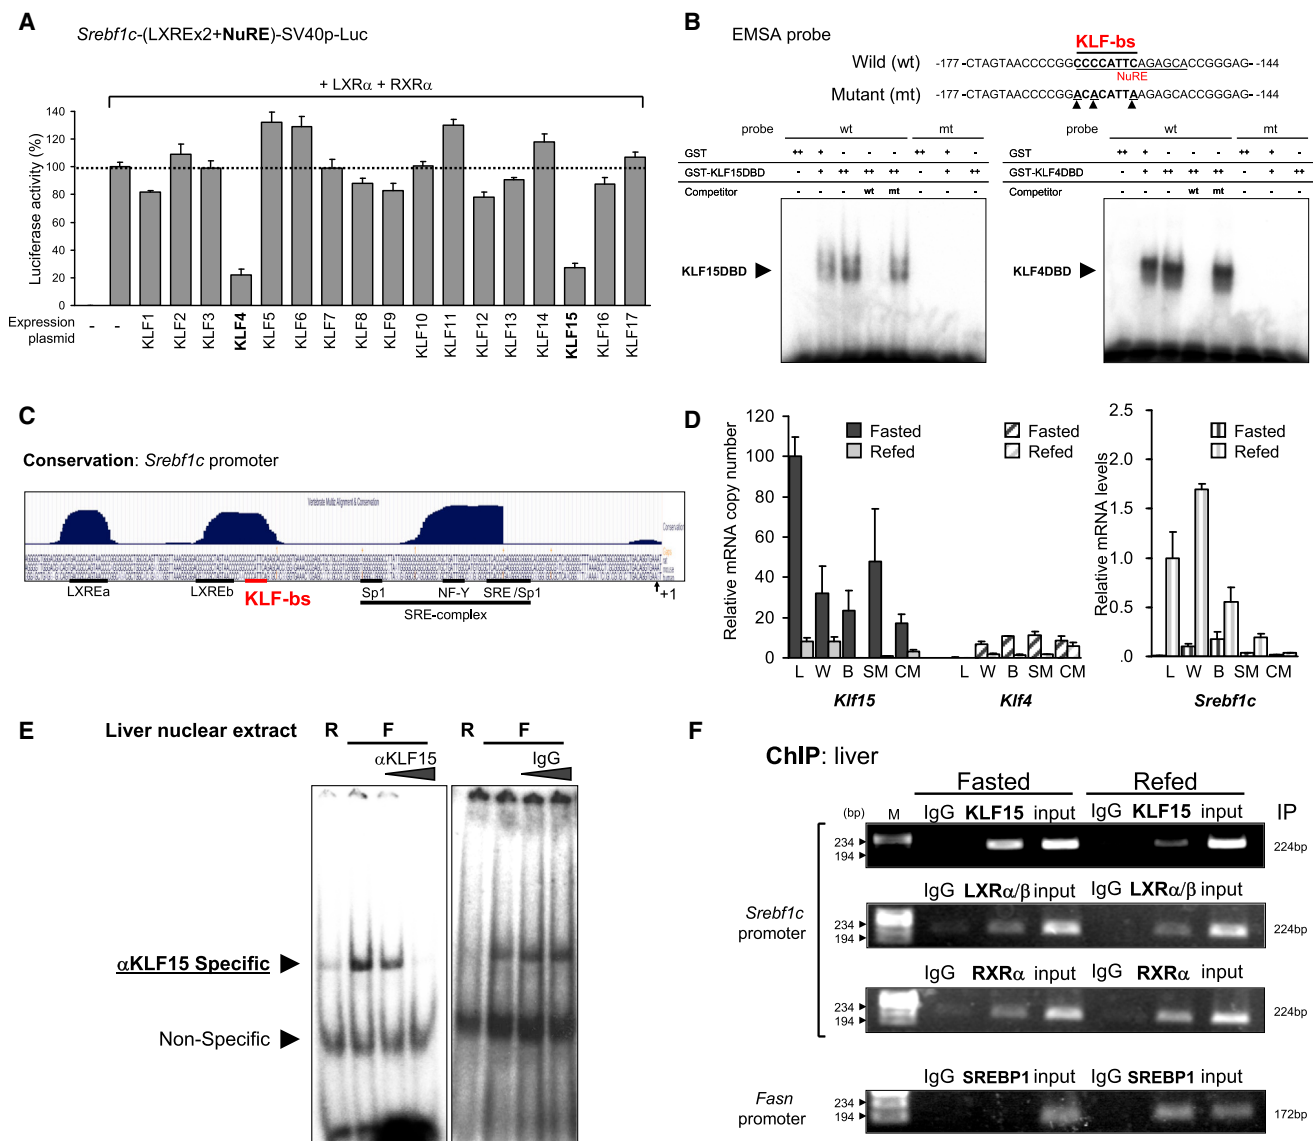 A
Srebf1c-(LXREx2+NuRE)-SV40p-Luc
+ LXRα + RXRα
Luciferase activity (%)
140
120
100
80
60
40
20
0
Expression plasmid
- - KLF1 KLF2 KLF3 KLF4 KLF5 KLF6 KLF7 KLF8 KLF9 KLF10 KLF11 KLF12 KLF13 KLF14 KLF15 KLF16 KLF17
B
EMSA probe
KLF-bs
Wild (wt) -177 -CTAGTAACCCCGGCCCCATTCAGAGCACCGGGAG- -144
NuRE
Mutant (mt) -177 -CTAGTAACCCCGGACACATTAAGAGCACCGGGAG- -144
probe wt mt
GST ++ + - - - ++ + -
GST-KLF15DBD - + ++ ++ ++ - + ++
Competitor - - - wt mt - - -
KLF15DBD
probe wt mt
GST ++ + - - - ++ + -
GST-KLF4DBD - + ++ ++ ++ - + ++
Competitor - - - wt mt - - -
KLF4DBD
C
Conservation: Srebf1c promoter
Vertebrate Multiz Alignment & Conservation
Conservation
LXREa LXREb KLF-bs Sp1 NF-Y SRE/Sp1 +1
SRE-complex
D
Relative mRNA copy number
120
100
80
60
40
20
0
Fasted
Refed
L W B SM CM
Klf15
Fasted
Refed
L W B SM CM
Klf4
Relative mRNA levels
2.5
2.0
1.5
1.0
.5
.0
Fasted
Refed
L W B SM CM
Srebf1c
E
Liver nuclear extract R F R F
αKLF15 IgG
αKLF15 Specific
Non-Specific
F
ChIP: liver
Fasted Refed
(bp) M IgG KLF15 input IgG KLF15 input IP
234
194
224bp
IgG LXRα/β input IgG LXRα/β input
234
194
224bp
Srebf1c promoter
IgG RXRα input IgG RXRα input
234
194
224bp
IgG SREBP1 input IgG SREBP1 input
Fasn promoter
234
194
172bp